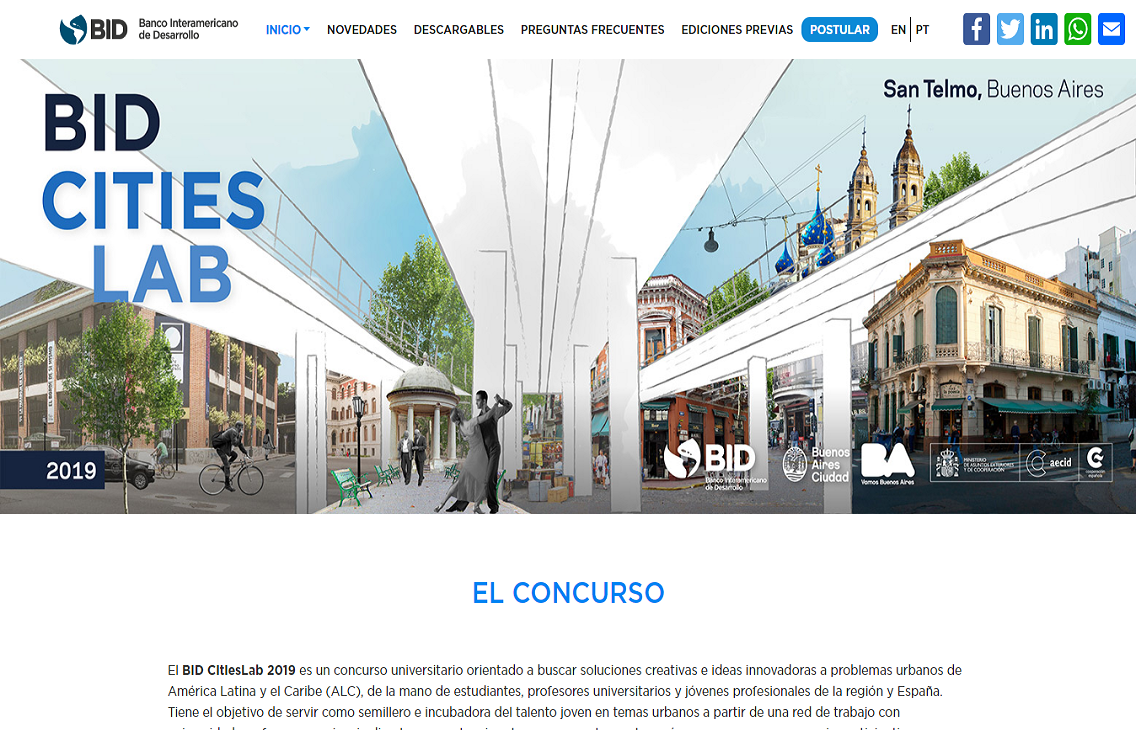 BID Banco Interamericano
de Desarrollo
INICIO NOVEDADES DESCARGABLES PREGUNTAS FRECUENTES EDICIONES PREVIAS POSTULAR EN PT
San Telmo, Buenos Aires
BID
CITIES
LAB
2019
BID
Banco Interamericano
de Desarrollo
Buenos
Aires
Ciudad
BA
Vamos Buenos Aires
MINISTERIO
DE ASUNTOS EXTERIORES
Y DE COOPERACIÓN
aecid
cooperación
española
EL CONCURSO
El BID CitiesLab 2019 es un concurso universitario orientado a buscar soluciones creativas e ideas innovadoras a problemas urbanos de
América Latina y el Caribe (ALC), de la mano de estudiantes, profesores universitarios y jóvenes profesionales de la región y España.
Tiene el objetivo de servir como semillero e incubadora del talento joven en temas urbanos a partir de una red de trabajo con